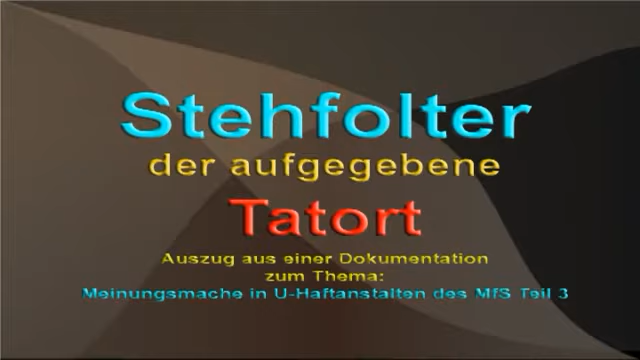 Stehfolter
der aufgegebene
Tatort
Auszug aus einer Dokumentation
zum Thema:
Meinungsmache in U-Haftanstalten des MfS Teil 3